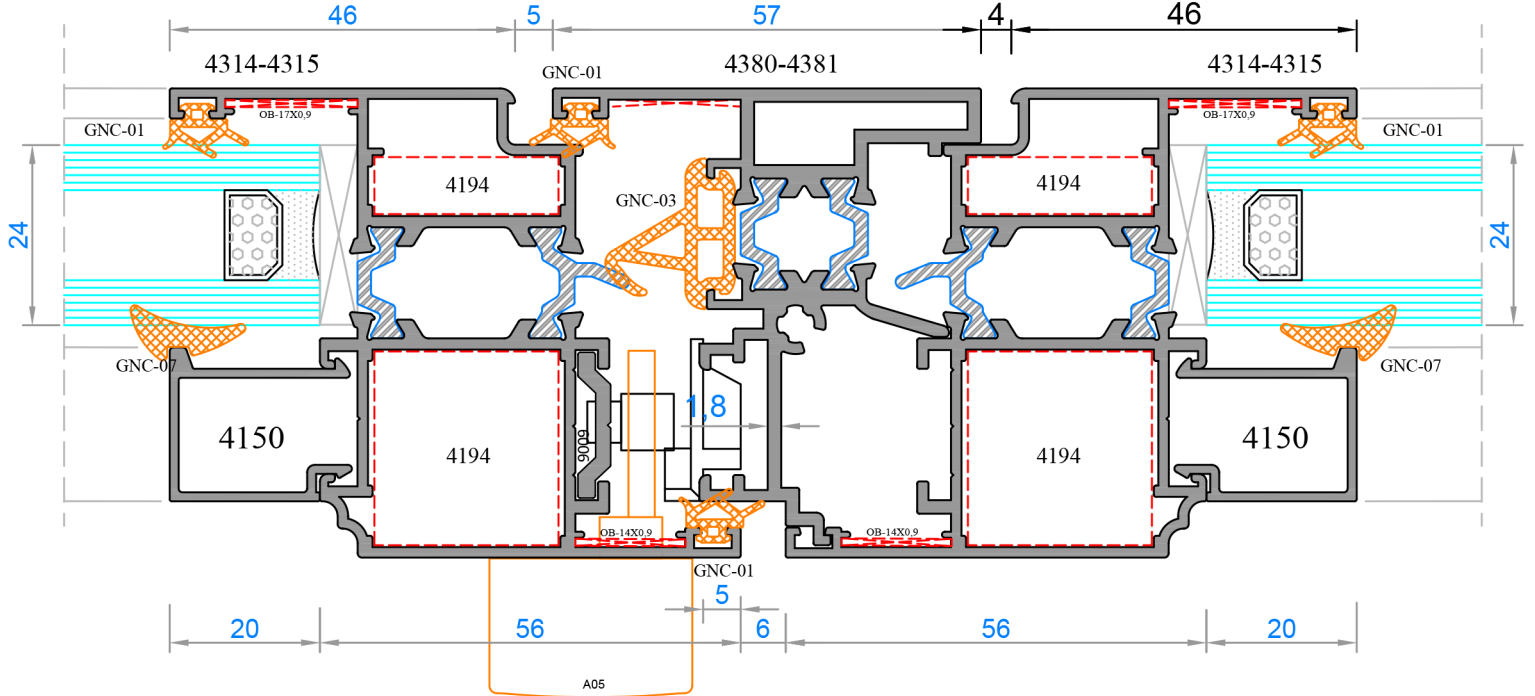 46 5 57 4 46
4314-4315 GNC-01 4380-4381 4314-4315
OB-17X0,9 OB-17X0,9
GNC-01 GNC-01
4194 GNC-03 4194
24 24
GNC-07 GNC-07
1,8
4150 4194 6009 4194 4150
OB-14X0,9 OB-14X0,9
GNC-01
5
20 56 6 56 20
A05